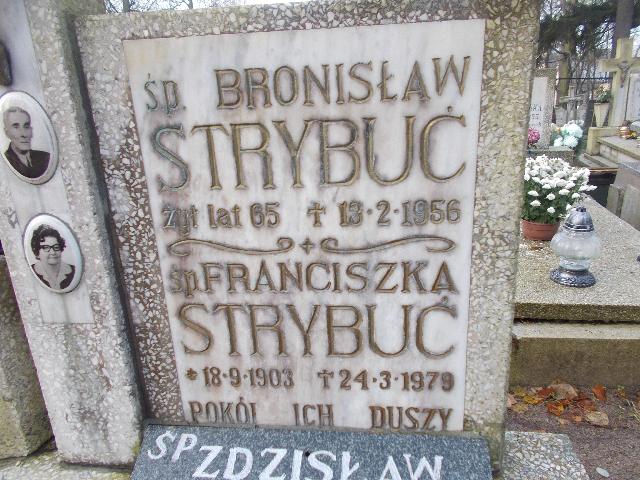 śp. BRONISŁAW
STRYBUĆ
żył lat 65 ✝ 13-2-1956
śp. FRANCISZKA
STRYBUĆ
* 18-9-1903 ✝ 24-3-1979
POKÓJ ICH DUSZY
ŚP ZDZISŁAW